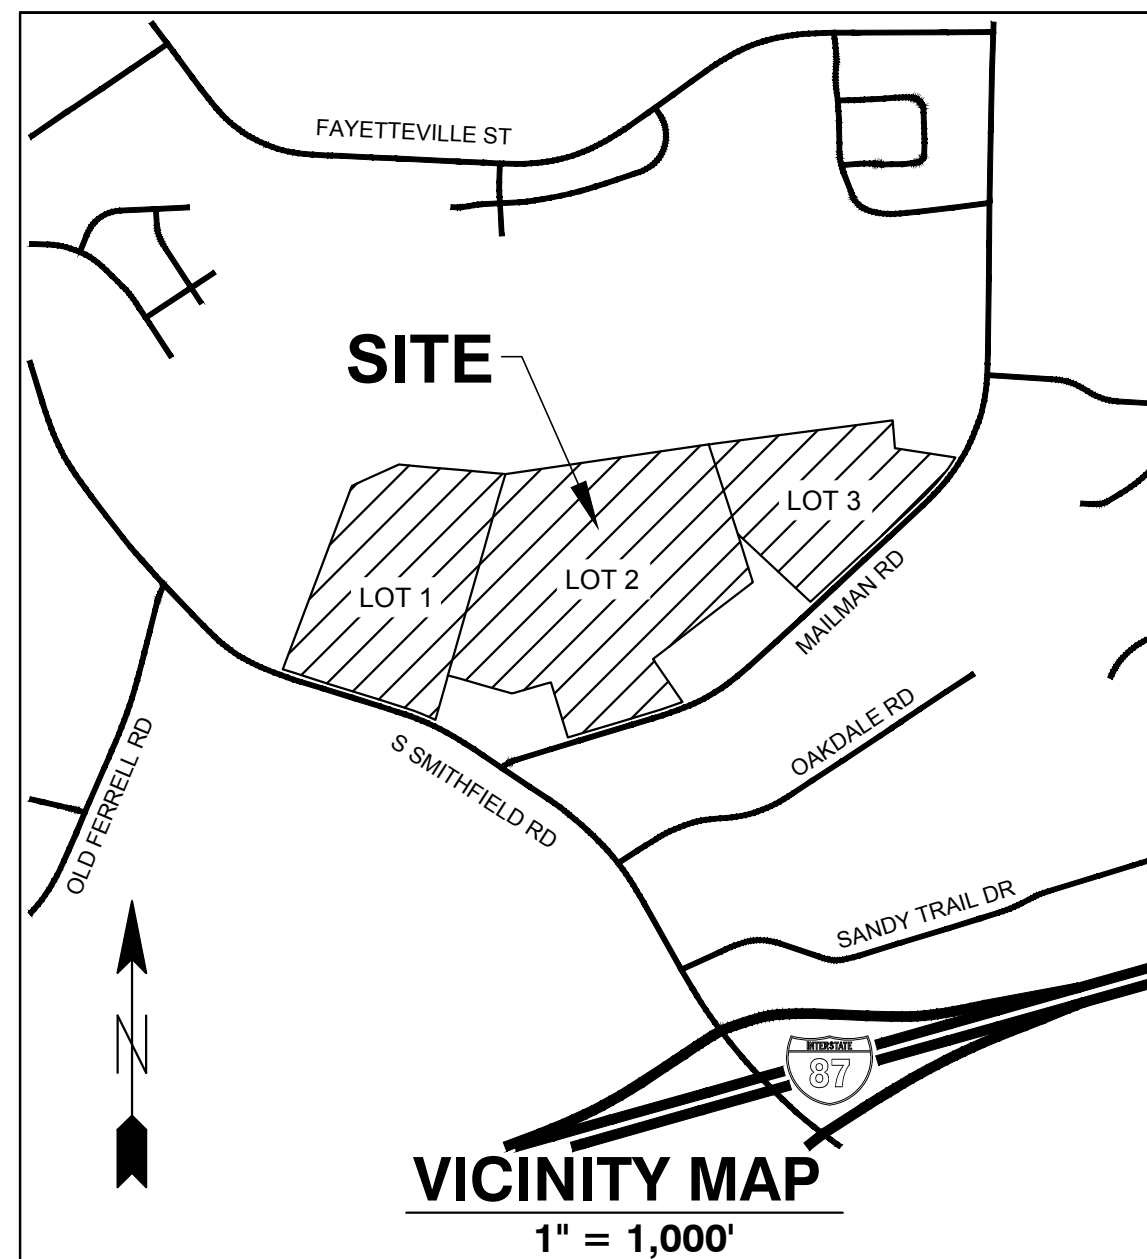 FAYETTEVILLE ST
SITE
LOT 3
LOT 2
LOT 1
MAILMAN RD
OAKDALE RD
S SMITHFIELD RD
OLD FERRELL RD
SANDY TRAIL DR
N
INTERSTATE
87
VICINITY MAP
1" = 1,000'